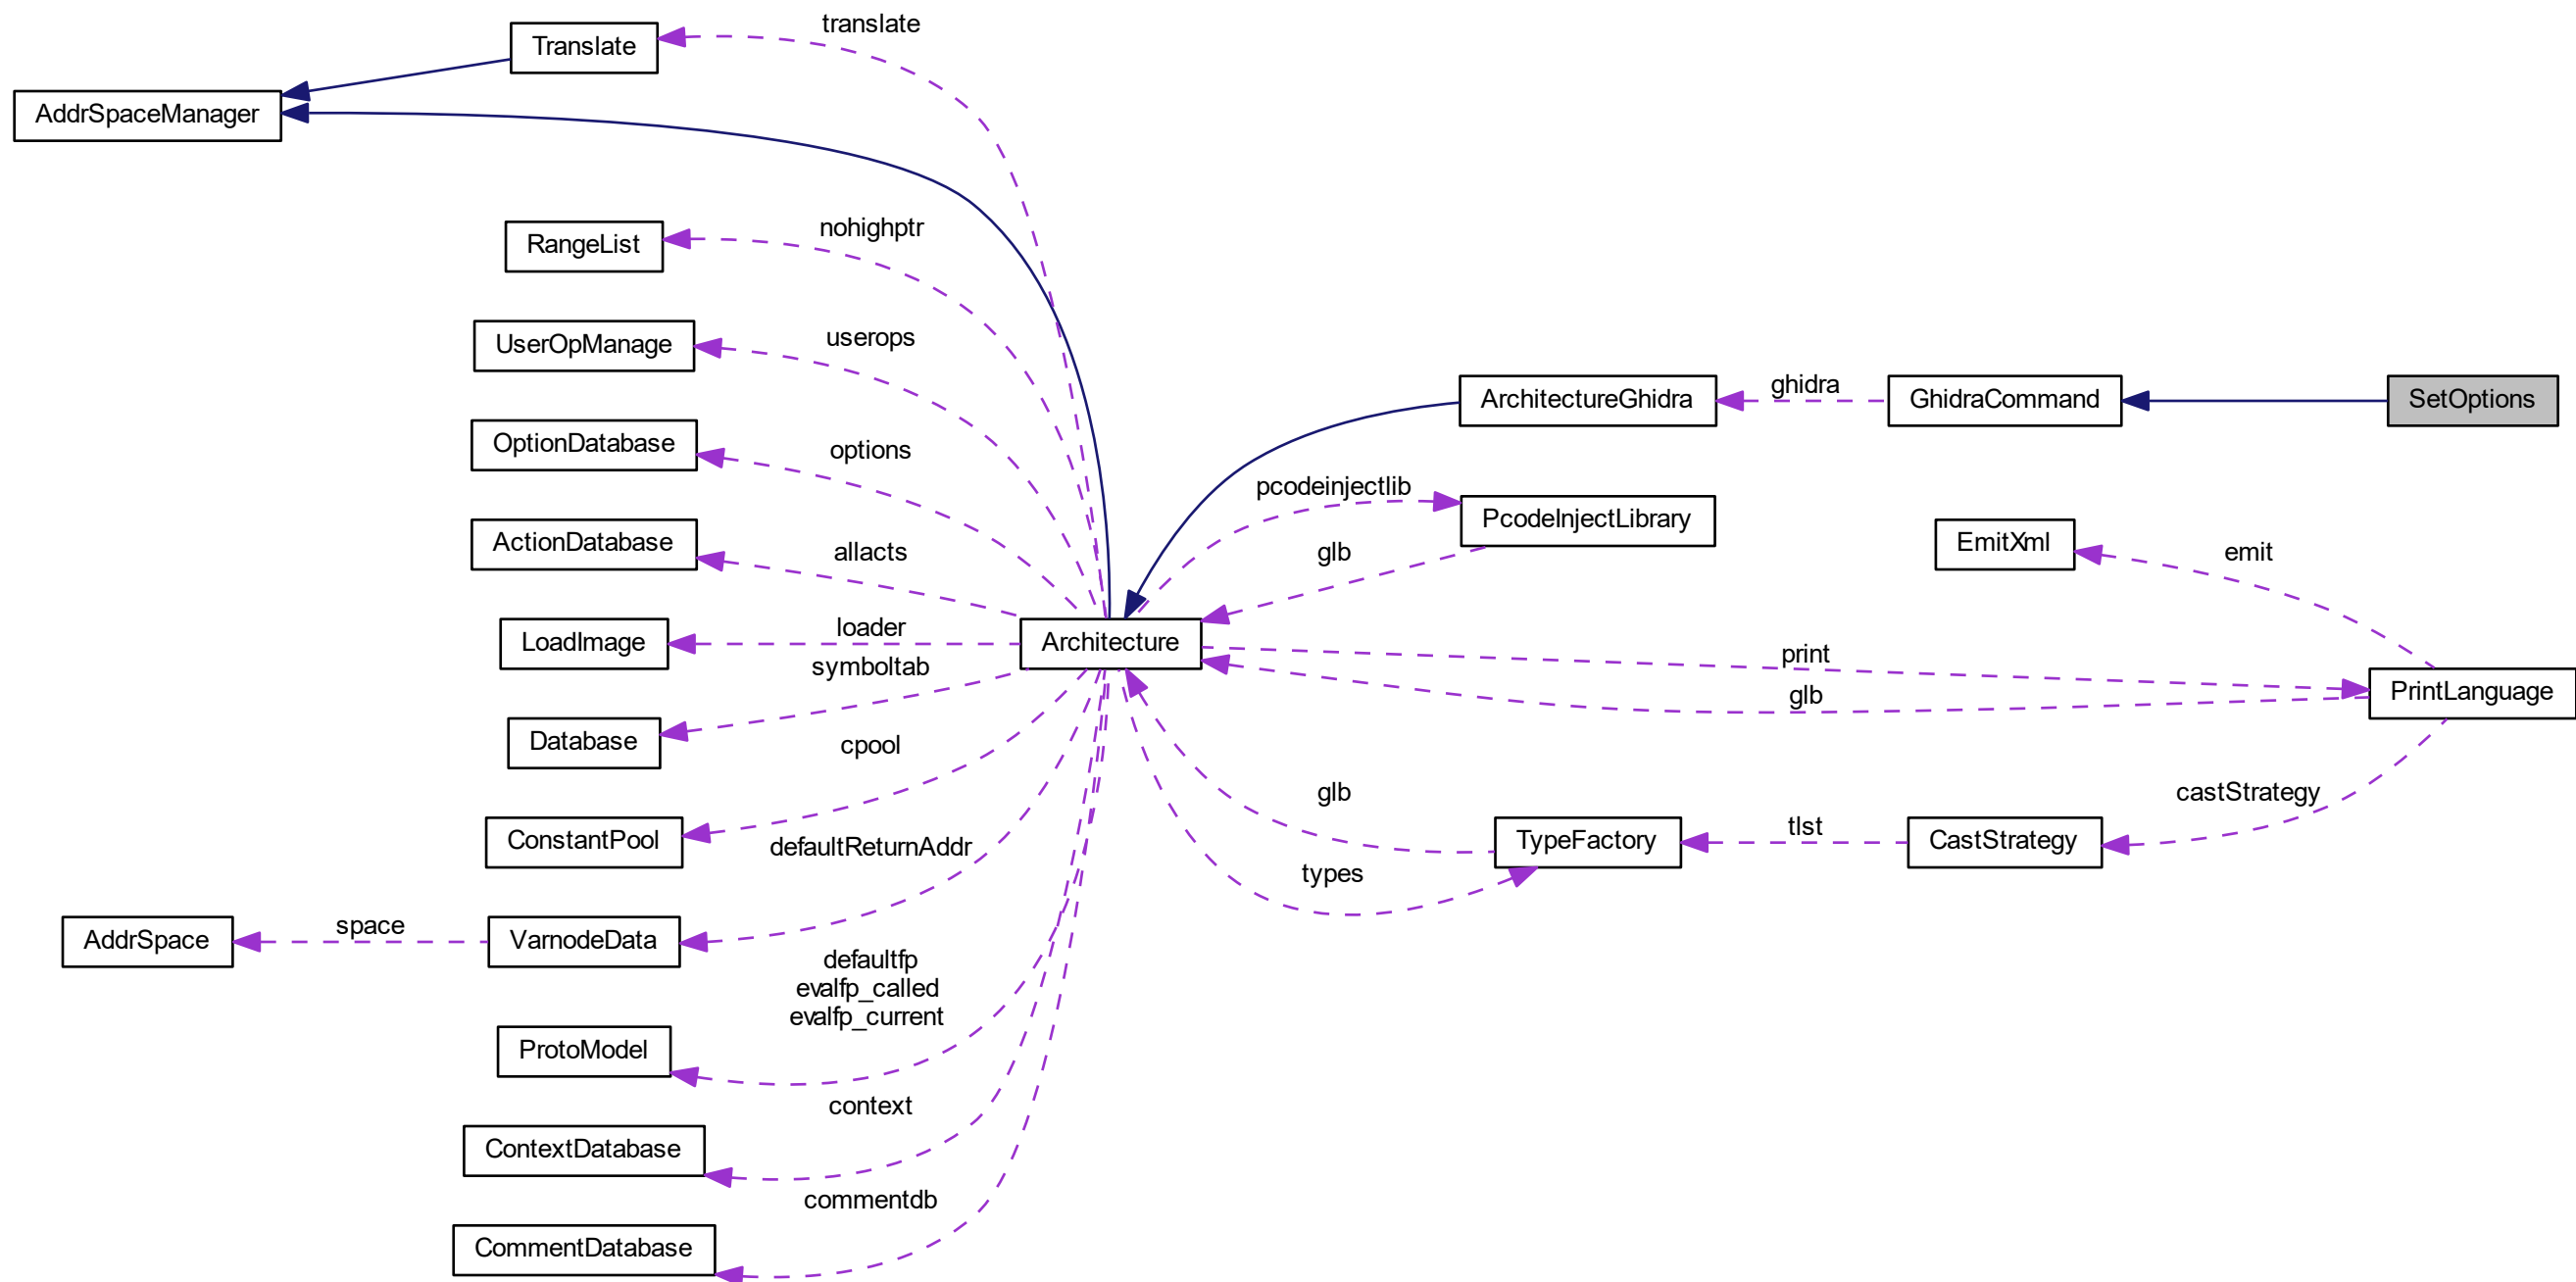 translate
Translate
AddrSpaceManager
nohighptr
RangeList
userops
UserOpManage
ghidra
ArchitectureGhidra
GhidraCommand
SetOptions
options
OptionDatabase
pcodeinjectlib
PcodeInjectLibrary
allacts
ActionDatabase
glb
EmitXml
emit
loader
LoadImage
Architecture
symboltab
print
PrintLanguage
glb
Database
cpool
glb
castStrategy
ConstantPool
defaultReturnAddr
tlst
TypeFactory
CastStrategy
types
AddrSpace
space
VarnodeData
defaultfp
evalfp_called
evalfp_current
ProtoModel
context
ContextDatabase
commentdb
CommentDatabase